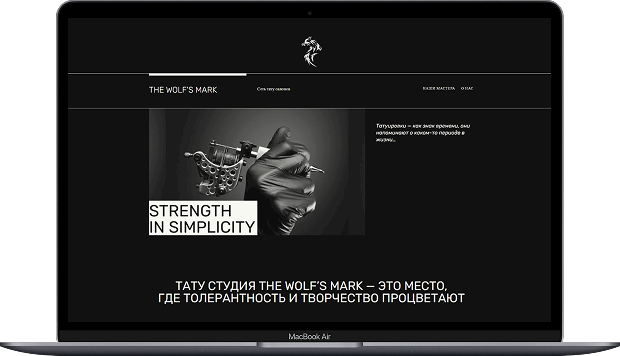 THE WOLF'S MARK
Сеть тату салонов
НАШИ МАСТЕРА
О НАС
Татуировки — как знак времени, они
напоминают о каком-то периоде в
жизни...
STRENGTH
IN SIMPLICITY
ТАТУ СТУДИЯ THE WOLF'S MARK — ЭТО МЕСТО,
ГДЕ ТОЛЕРАНТНОСТЬ И ТВОРЧЕСТВО ПРОЦВЕТАЮТ
MacBook Air